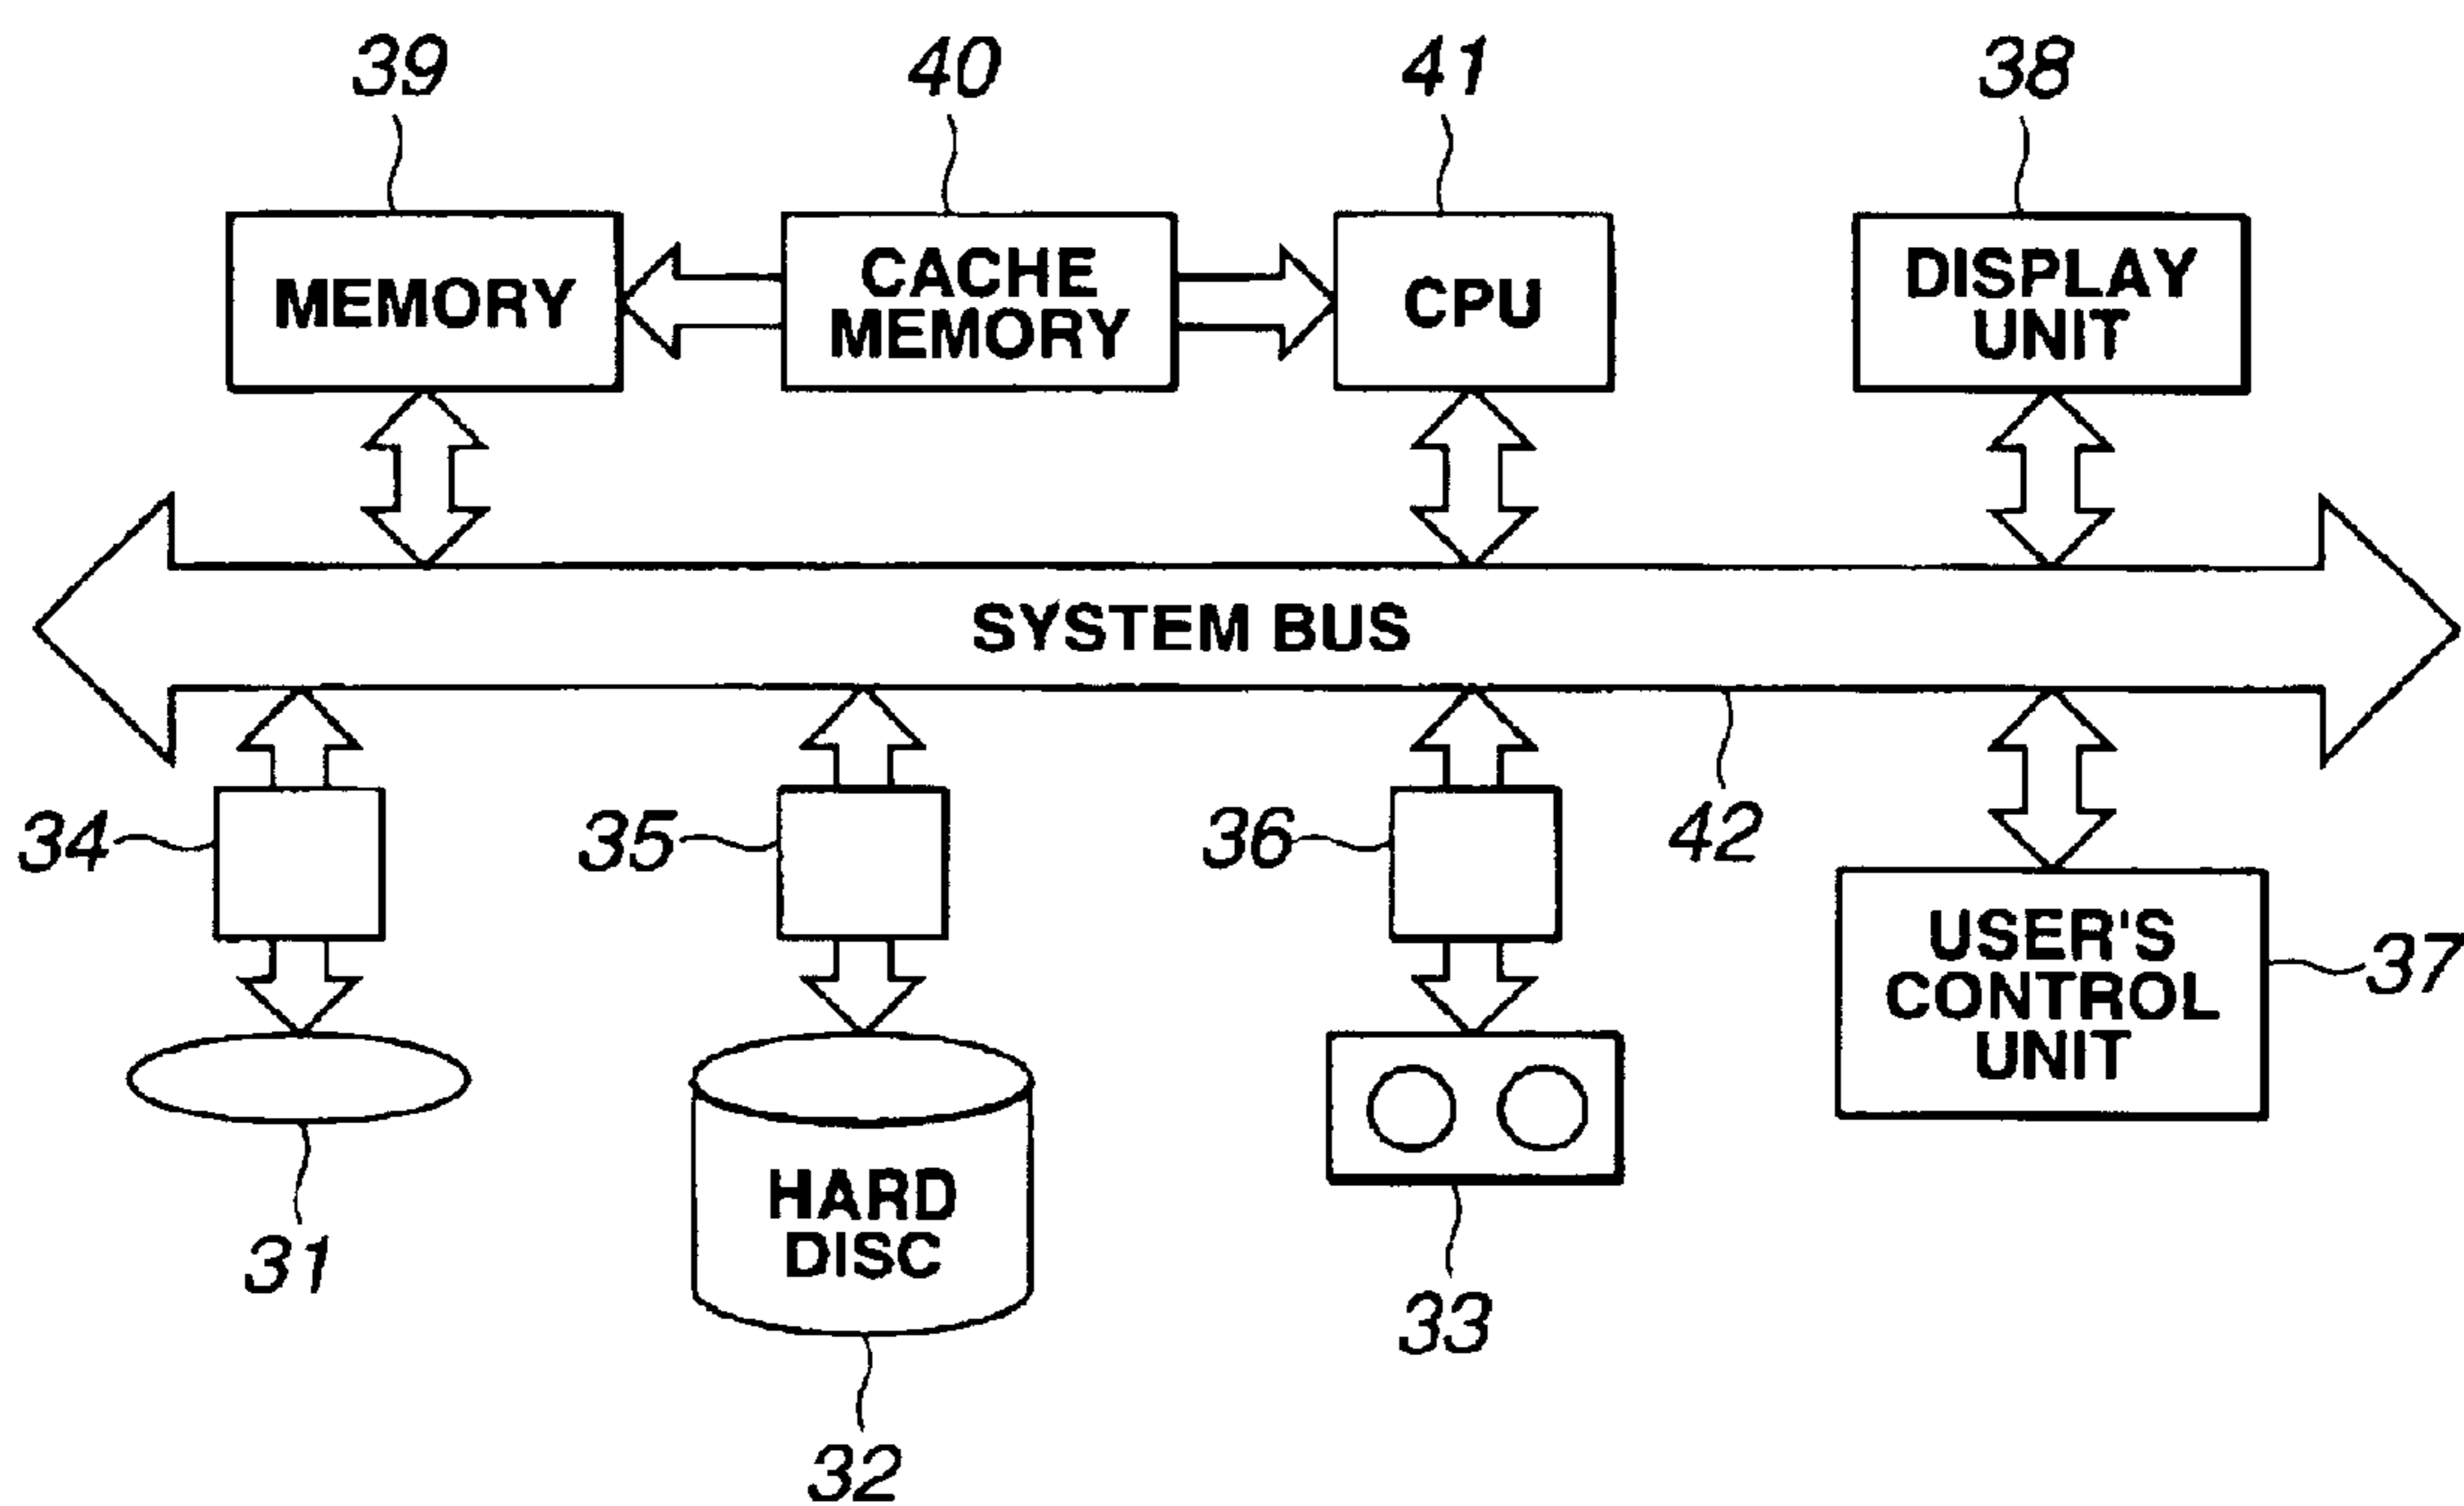 39
40
41
38
MEMORY
CACHE
MEMORY
CPU
DISPLAY
UNIT
SYSTEM BUS
34
35
36
42
USER'S
CONTROL
UNIT
37
HARD
DISC
31
33
32